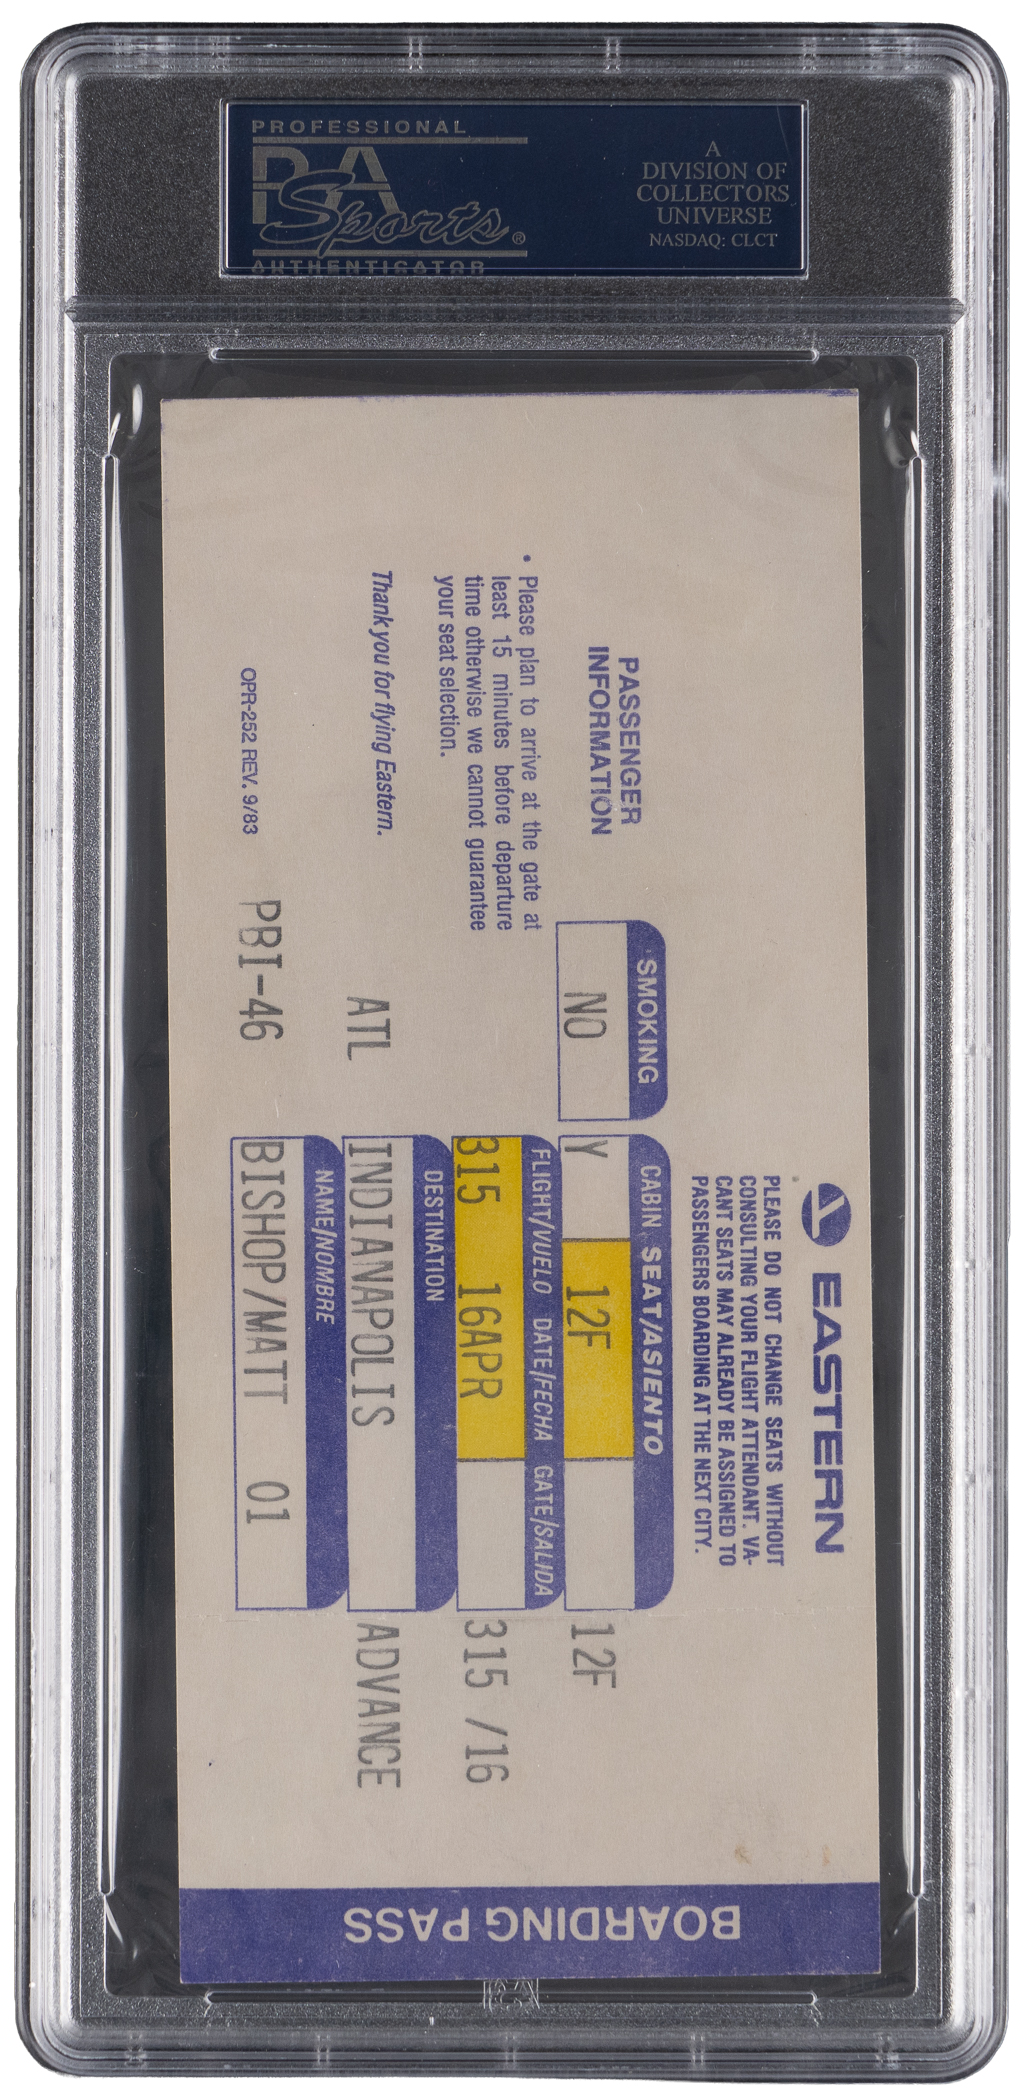 PROFESSIONAL
PSA
Sports®
AUTHENTICATOR
A
DIVISION OF
COLLECTORS
UNIVERSE
NASDAQ: CLCT
EASTERN
PLEASE DO NOT CHANGE SEATS WITHOUT
CONSULTING YOUR FLIGHT ATTENDANT. VA-
CANT SEATS MAY ALREADY BE ASSIGNED TO
PASSENGERS BOARDING AT THE NEXT CITY.
PASSENGER
INFORMATION
• Please plan to arrive at the gate at
least 15 minutes before departure
time otherwise we cannot guarantee
your seat selection.
Thank you for flying Eastern.
OPR-252 REV. 9/83
SMOKING
NO
CABIN SEAT/ASIENTO
Y 12F 12F
FLIGHT/VUELO DATE/FECHA GATE/SALIDA
315 16APR 315 /16
DESTINATION
ATL INDIANAPOLIS ADVANCE
NAME/NOMBRE
PBI-46 BISHOP/MATT 01
BOARDING PASS